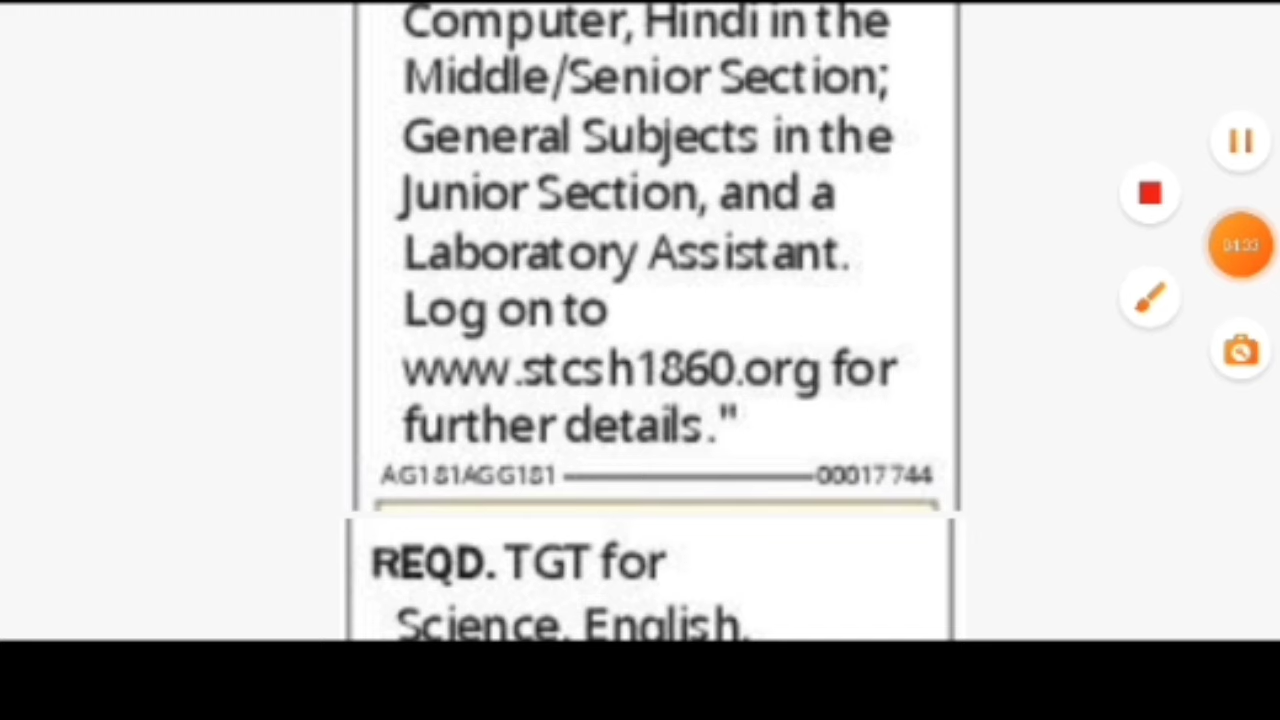 Computer, Hindi in the
Middle/Senior Section;
General Subjects in the
Junior Section, and a
Laboratory Assistant.
Log on to
www.stcsh1860.org for
further details."
AG181AGG181 00017744
REQD. TGT for
Science, English,